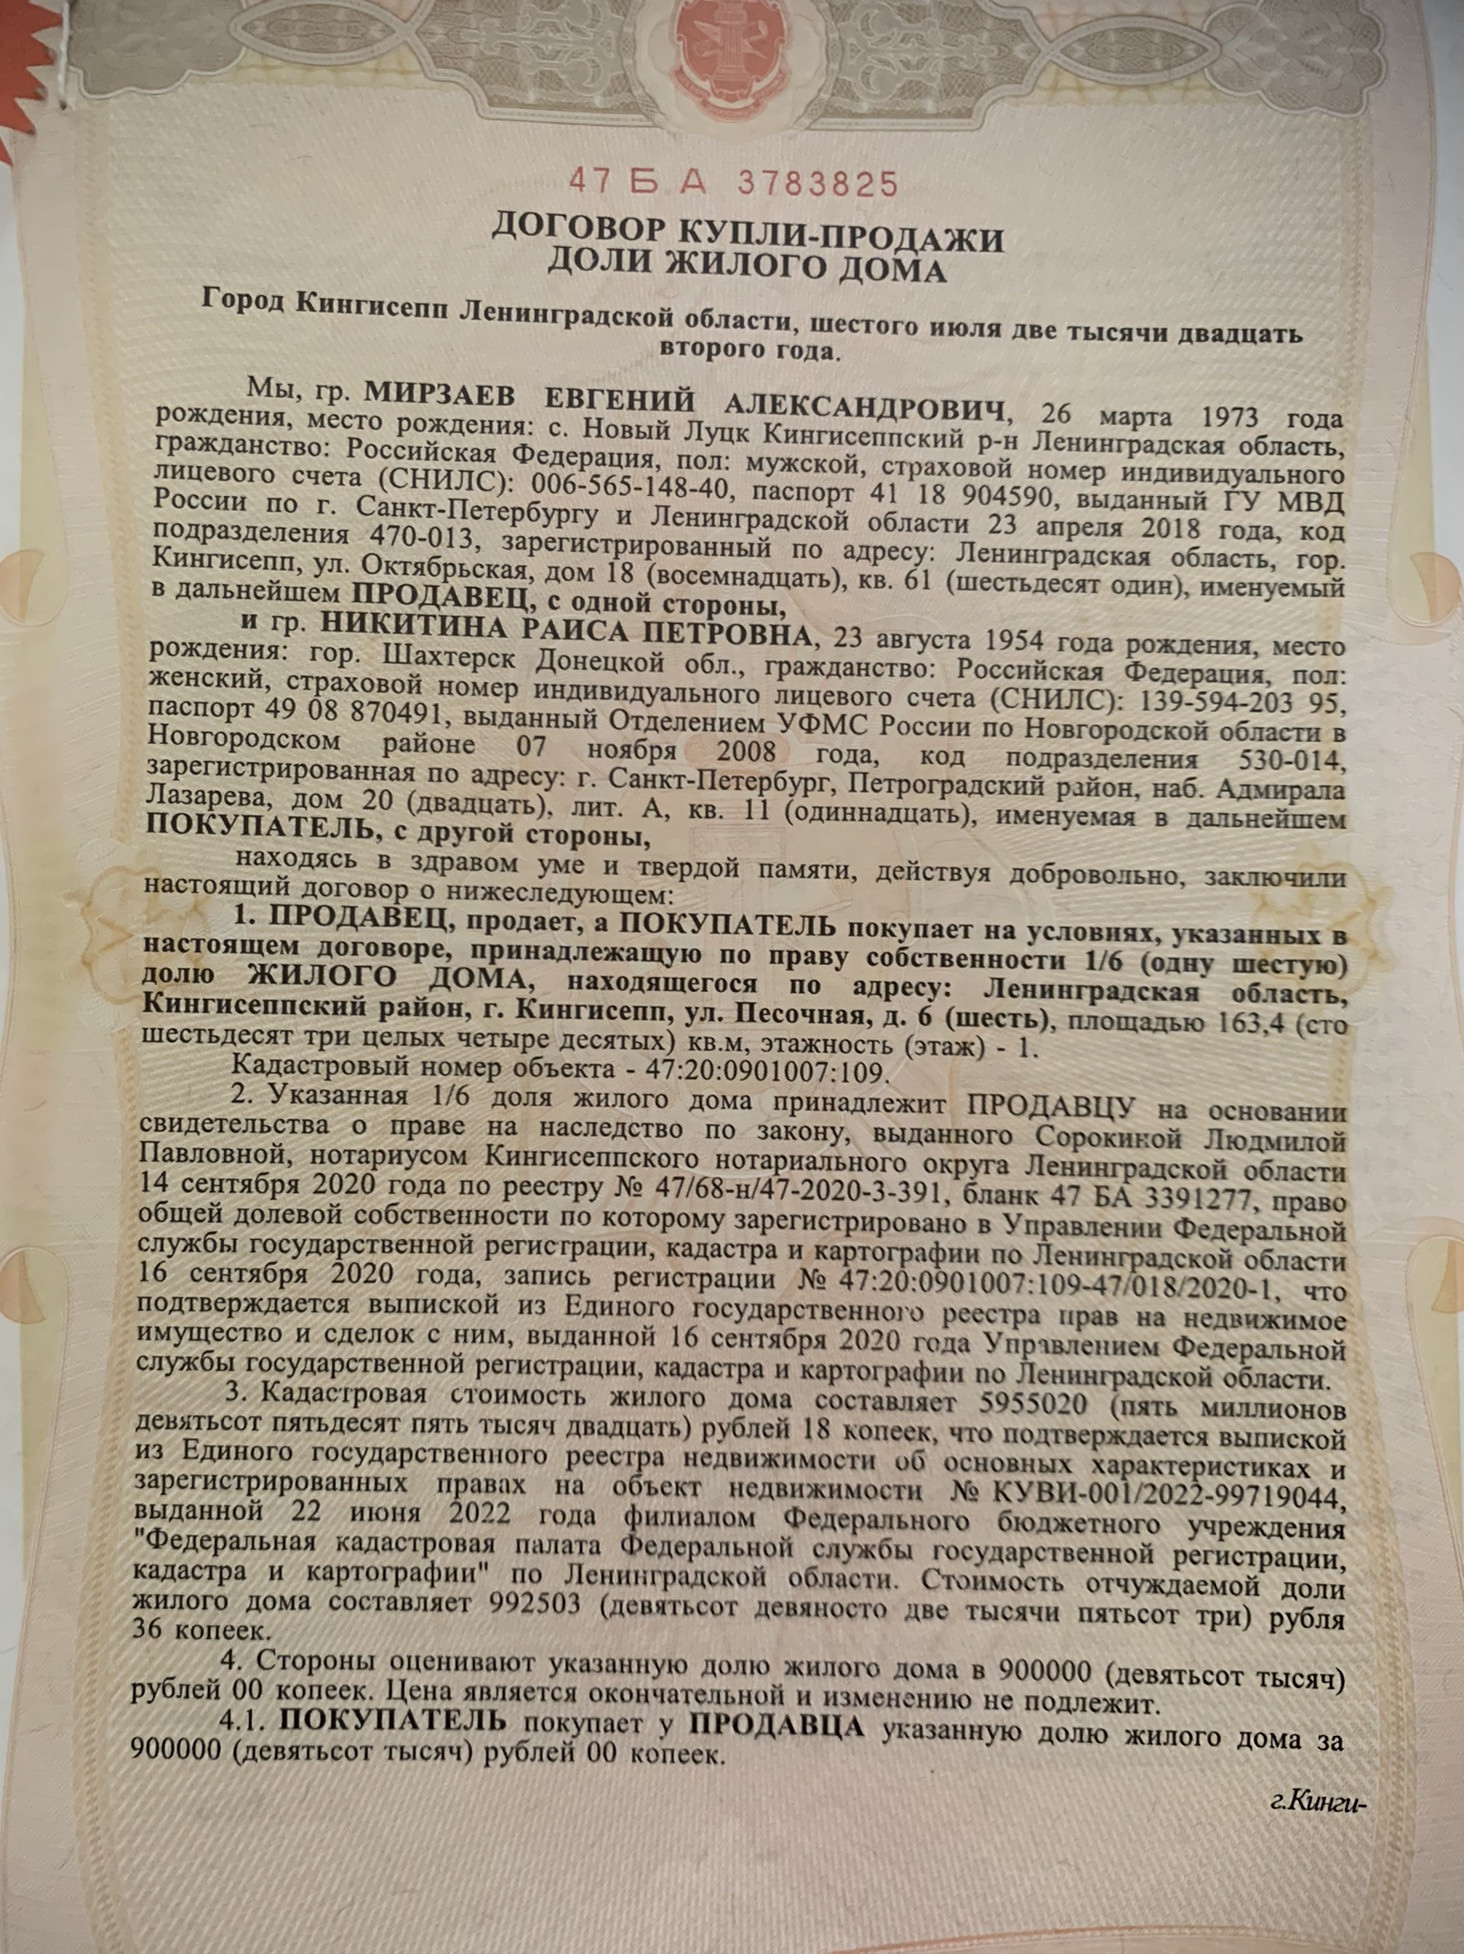 47 Б А 3783825
ДОГОВОР КУПЛИ-ПРОДАЖИ
ДОЛИ ЖИЛОГО ДОМА
Город Кингисепп Ленинградской области, шестого июля две тысячи двадцать
второго года.
Мы, гр. МИРЗАЕВ ЕВГЕНИЙ АЛЕКСАНДРОВИЧ, 26 марта 1973 года
рождения, место рождения: с. Новый Луцк Кингисеппский р-н Ленинградская область,
гражданство: Российская Федерация, пол: мужской, страховой номер индивидуального
лицевого счета (СНИЛС): 006-565-148-40, паспорт 41 18 904590, выданный ГУ МВД
России по г. Санкт-Петербургу и Ленинградской области 23 апреля 2018 года, код
подразделения 470-013, зарегистрированный по адресу: Ленинградская область, гор.
Кингисепп, ул. Октябрьская, дом 18 (восемнадцать), кв. 61 (шестьдесят один), именуемый
в дальнейшем ПРОДАВЕЦ, с одной стороны,
и гр. НИКИТИНА РАИСА ПЕТРОВНА, 23 августа 1954 года рождения, место
рождения: гор. Шахтерск Донецкой обл., гражданство: Российская Федерация, пол:
женский, страховой номер индивидуального лицевого счета (СНИЛС): 139-594-203 95,
паспорт 49 08 870491, выданный Отделением УФМС России по Новгородской области в
Новгородском районе 07 ноября 2008 года, код подразделения 530-014,
зарегистрированная по адресу: г. Санкт-Петербург, Петроградский район, наб. Адмирала
Лазарева, дом 20 (двадцать), лит. А, кв. 11 (одиннадцать), именуемая в дальнейшем
ПОКУПАТЕЛЬ, с другой стороны,
находясь в здравом уме и твердой памяти, действуя добровольно, заключили
настоящий договор о нижеследующем:
1. ПРОДАВЕЦ, продает, а ПОКУПАТЕЛЬ покупает на условиях, указанных в
настоящем договоре, принадлежащую по праву собственности 1/6 (одну шестую)
долю ЖИЛОГО ДОМА, находящегося по адресу: Ленинградская область,
Кингисеппский район, г. Кингисепп, ул. Песочная, д. 6 (шесть), площадью 163,4 (сто
шестьдесят три целых четыре десятых) кв.м, этажность (этаж) - 1.
Кадастровый номер объекта - 47:20:0901007:109.
2. Указанная 1/6 доля жилого дома принадлежит ПРОДАВЦУ на основании
свидетельства о праве на наследство по закону, выданного Сорокиной Людмилой
Павловной, нотариусом Кингисеппского нотариального округа Ленинградской области
14 сентября 2020 года по реестру № 47/68-н/47-2020-3-391, бланк 47 БА 3391277, право
общей долевой собственности по которому зарегистрировано в Управлении Федеральной
службы государственной регистрации, кадастра и картографии по Ленинградской области
16 сентября 2020 года, запись регистрации № 47:20:0901007:109-47/018/2020-1, что
подтверждается выпиской из Единого государственного реестра прав на недвижимое
имущество и сделок с ним, выданной 16 сентября 2020 года Управлением Федеральной
службы государственной регистрации, кадастра и картографии по Ленинградской области.
3. Кадастровая стоимость жилого дома составляет 5955020 (пять миллионов
девятьсот пятьдесят пять тысяч двадцать) рублей 18 копеек, что подтверждается выпиской
из Единого государственного реестра недвижимости об основных характеристиках и
зарегистрированных правах на объект недвижимости № КУВИ-001/2022-99719044,
выданной 22 июня 2022 года филиалом Федерального бюджетного учреждения
"Федеральная кадастровая палата Федеральной службы государственной регистрации,
кадастра и картографии" по Ленинградской области. Стоимость отчуждаемой доли
жилого дома составляет 992503 (девятьсот девяносто две тысячи пятьсот три) рубля
36 копеек.
4. Стороны оценивают указанную долю жилого дома в 900000 (девятьсот тысяч)
рублей 00 копеек. Цена является окончательной и изменению не подлежит.
4.1. ПОКУПАТЕЛЬ покупает у ПРОДАВЦА указанную долю жилого дома за
900000 (девятьсот тысяч) рублей 00 копеек.
г.Кинги-